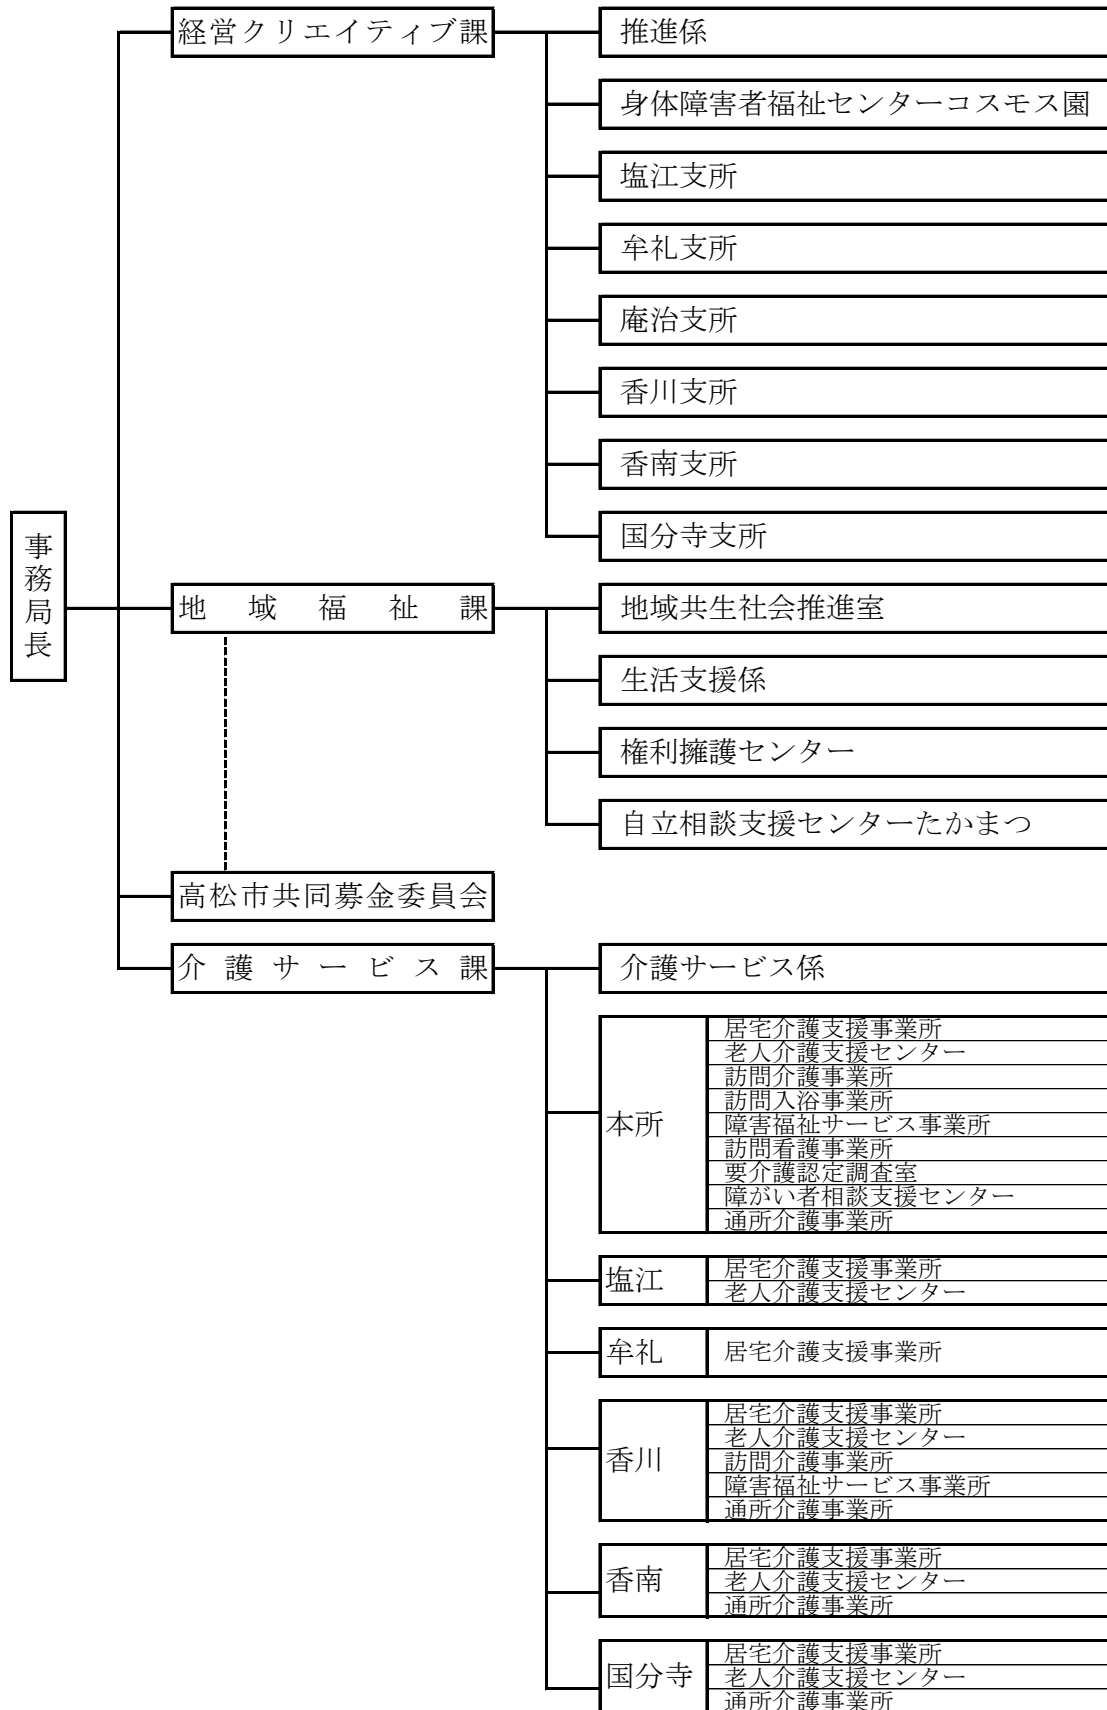 経営クリエイティブ課
推進係
身体障害者福祉センターコスモス園
塩江支所
牟礼支所
庵治支所
香川支所
香南支所
国分寺支所
事務局長
地域福祉課
地域共生社会推進室
生活支援係
権利擁護センター
自立相談支援センターたかまつ
高松市共同募金委員会
介護サービス課
介護サービス係
本所
居宅介護支援事業所
老人介護支援センター
訪問介護事業所
訪問入浴事業所
障害福祉サービス事業所
訪問看護事業所
要介護認定調査室
障がい者相談支援センター
通所介護事業所
塩江
居宅介護支援事業所
老人介護支援センター
牟礼
居宅介護支援事業所
香川
居宅介護支援事業所
老人介護支援センター
訪問介護事業所
障害福祉サービス事業所
通所介護事業所
香南
居宅介護支援事業所
老人介護支援センター
通所介護事業所
国分寺
居宅介護支援事業所
老人介護支援センター
通所介護事業所